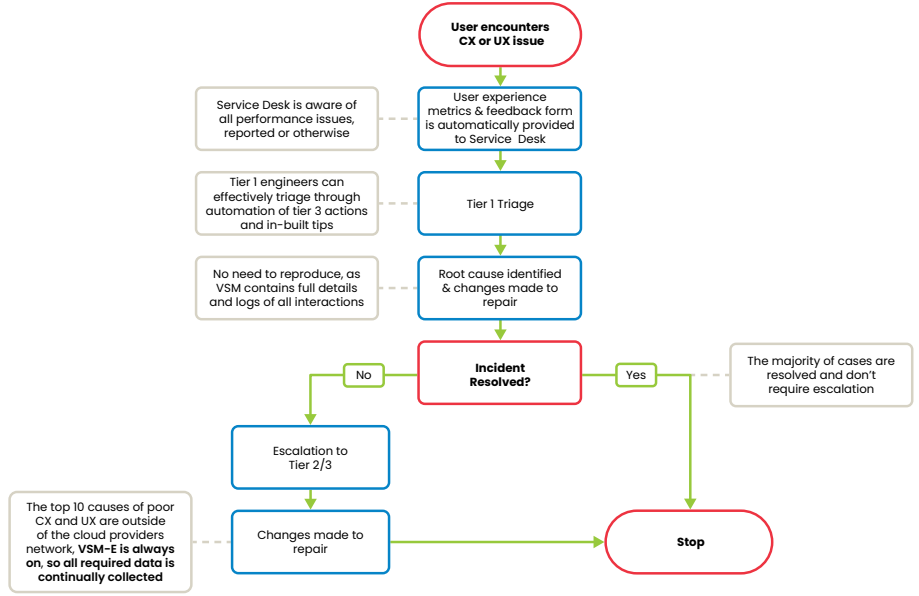 User encounters
CX or UX issue
Service Desk is aware of
all performance issues,
reported or otherwise
User experience
metrics & feedback form
is automatically provided
to Service Desk
Tier 1 engineers can
effectively triage through
automation of tier 3 actions
and in-built tips
Tier 1 Triage
No need to reproduce, as
VSM contains full details
and logs of all interactions
Root cause identified
& changes made to
repair
Incident
Resolved?
No
Yes
The majority of cases are
resolved and don't
require escalation
Escalation to
Tier 2/3
The top 10 causes of poor
CX and UX are outside
of the cloud providers
network, VSM-E is always
on, so all required data is
continually collected
Changes made to
repair
Stop